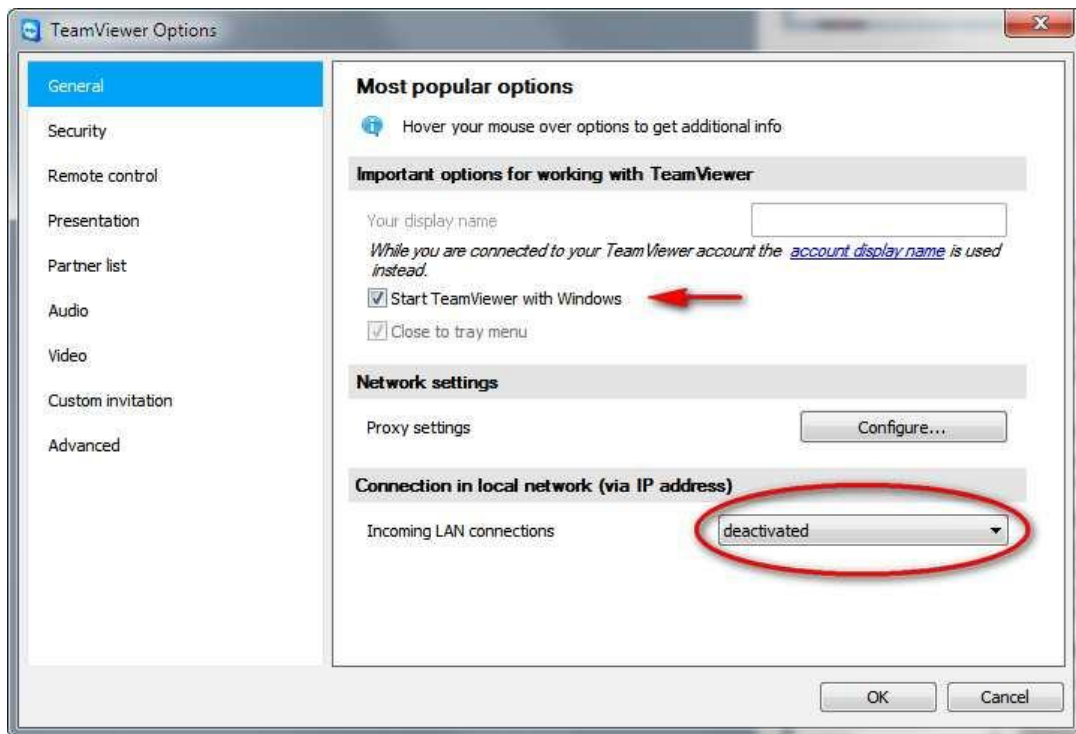 TeamViewer Options
General
Security
Remote control
Presentation
Partner list
Audio
Video
Custom invitation
Advanced
Most popular options
Hover your mouse over options to get additional info
Important options for working with TeamViewer
Your display name
While you are connected to your TeamViewer account the account display name is used
instead.
Start TeamViewer with Windows
Close to tray menu
Network settings
Proxy settings Configure...
Connection in local network (via IP address)
Incoming LAN connections deactivated
OK Cancel